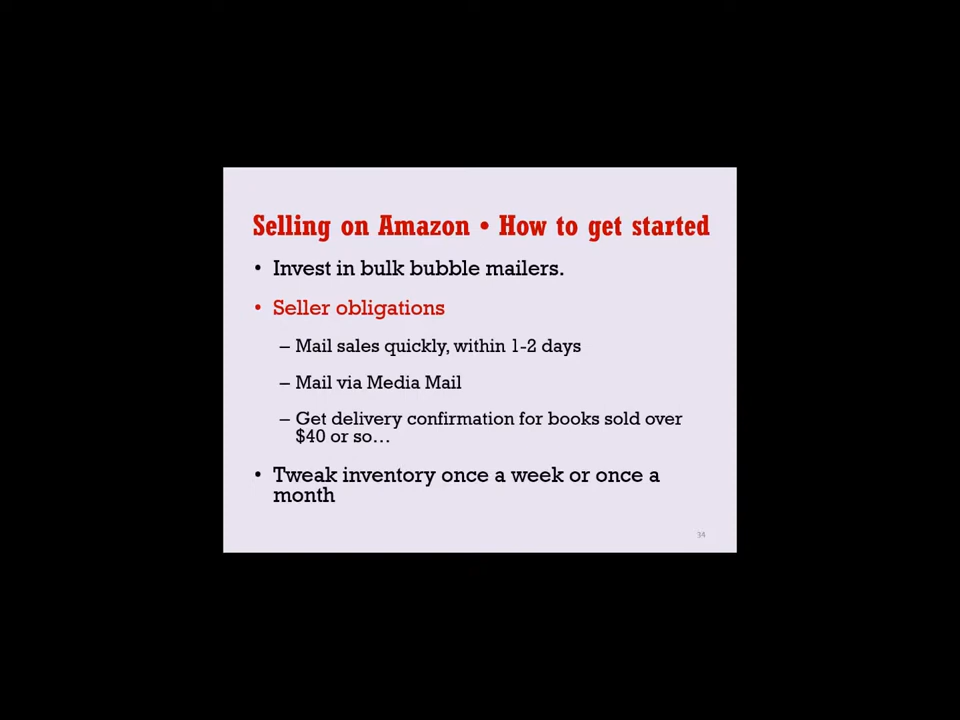 Selling on Amazon • How to get started
• Invest in bulk bubble mailers.
• Seller obligations
– Mail sales quickly, within 1-2 days
– Mail via Media Mail
– Get delivery confirmation for books sold over
$40 or so…
• Tweak inventory once a week or once a
month
34